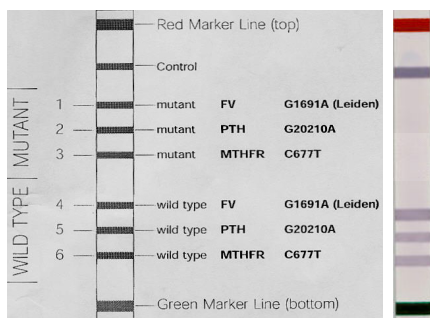 Red Marker Line (top)
Control
MUTANT
1 mutant FV G1691A (Leiden)
2 mutant PTH G20210A
3 mutant MTHFR C677T
WILD TYPE
4 wild type FV G1691A (Leiden)
5 wild type PTH G20210A
6 wild type MTHFR C677T
Green Marker Line (bottom)